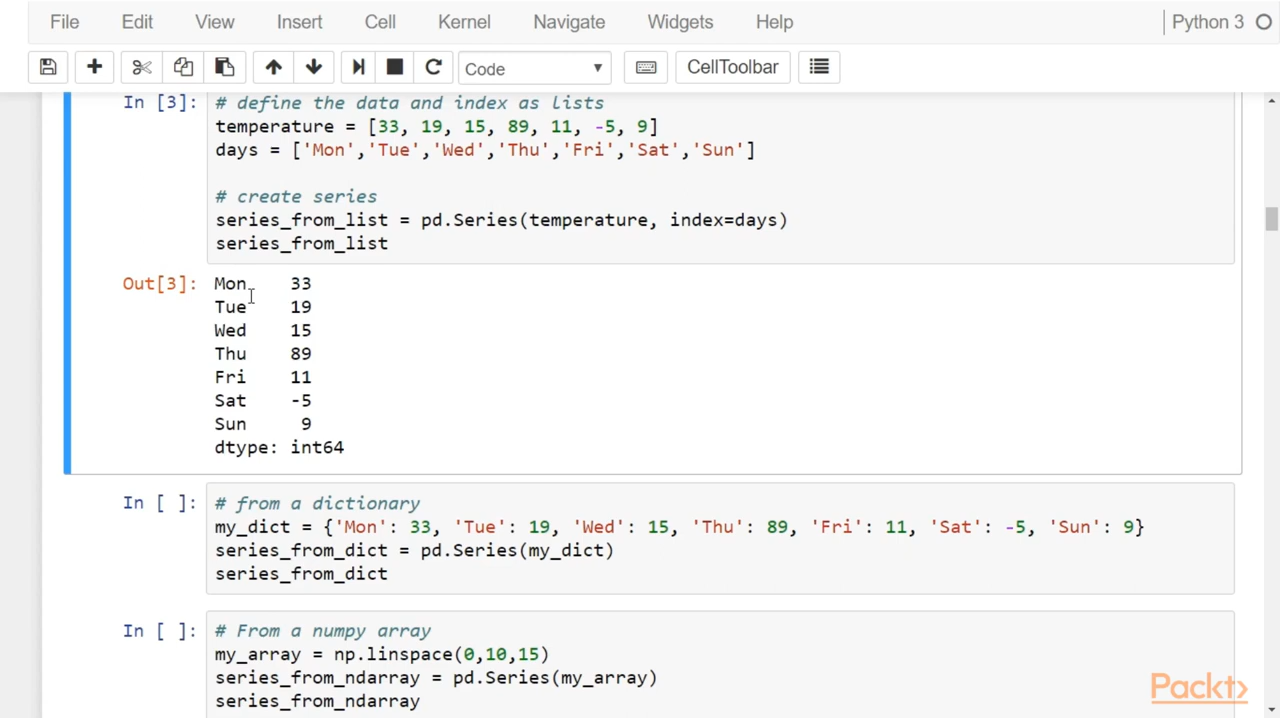 File Edit View Insert Cell Kernel Navigate Widgets Help Python 3
Code CellToolbar
In [3]: # define the data and index as lists
temperature = [33, 19, 15, 89, 11, -5, 9]
days = ['Mon','Tue','Wed','Thu','Fri','Sat','Sun']
# create series
series_from_list = pd.Series(temperature, index=days)
series_from_list
Out[3]: Mon 33
Tue 19
Wed 15
Thu 89
Fri 11
Sat -5
Sun 9
dtype: int64
In [ ]: # from a dictionary
my_dict = {'Mon': 33, 'Tue': 19, 'Wed': 15, 'Thu': 89, 'Fri': 11, 'Sat': -5, 'Sun': 9}
series_from_dict = pd.Series(my_dict)
series_from_dict
In [ ]: # From a numpy array
my_array = np.linspace(0,10,15)
series_from_ndarray = pd.Series(my_array)
series_from_ndarray
Packt>